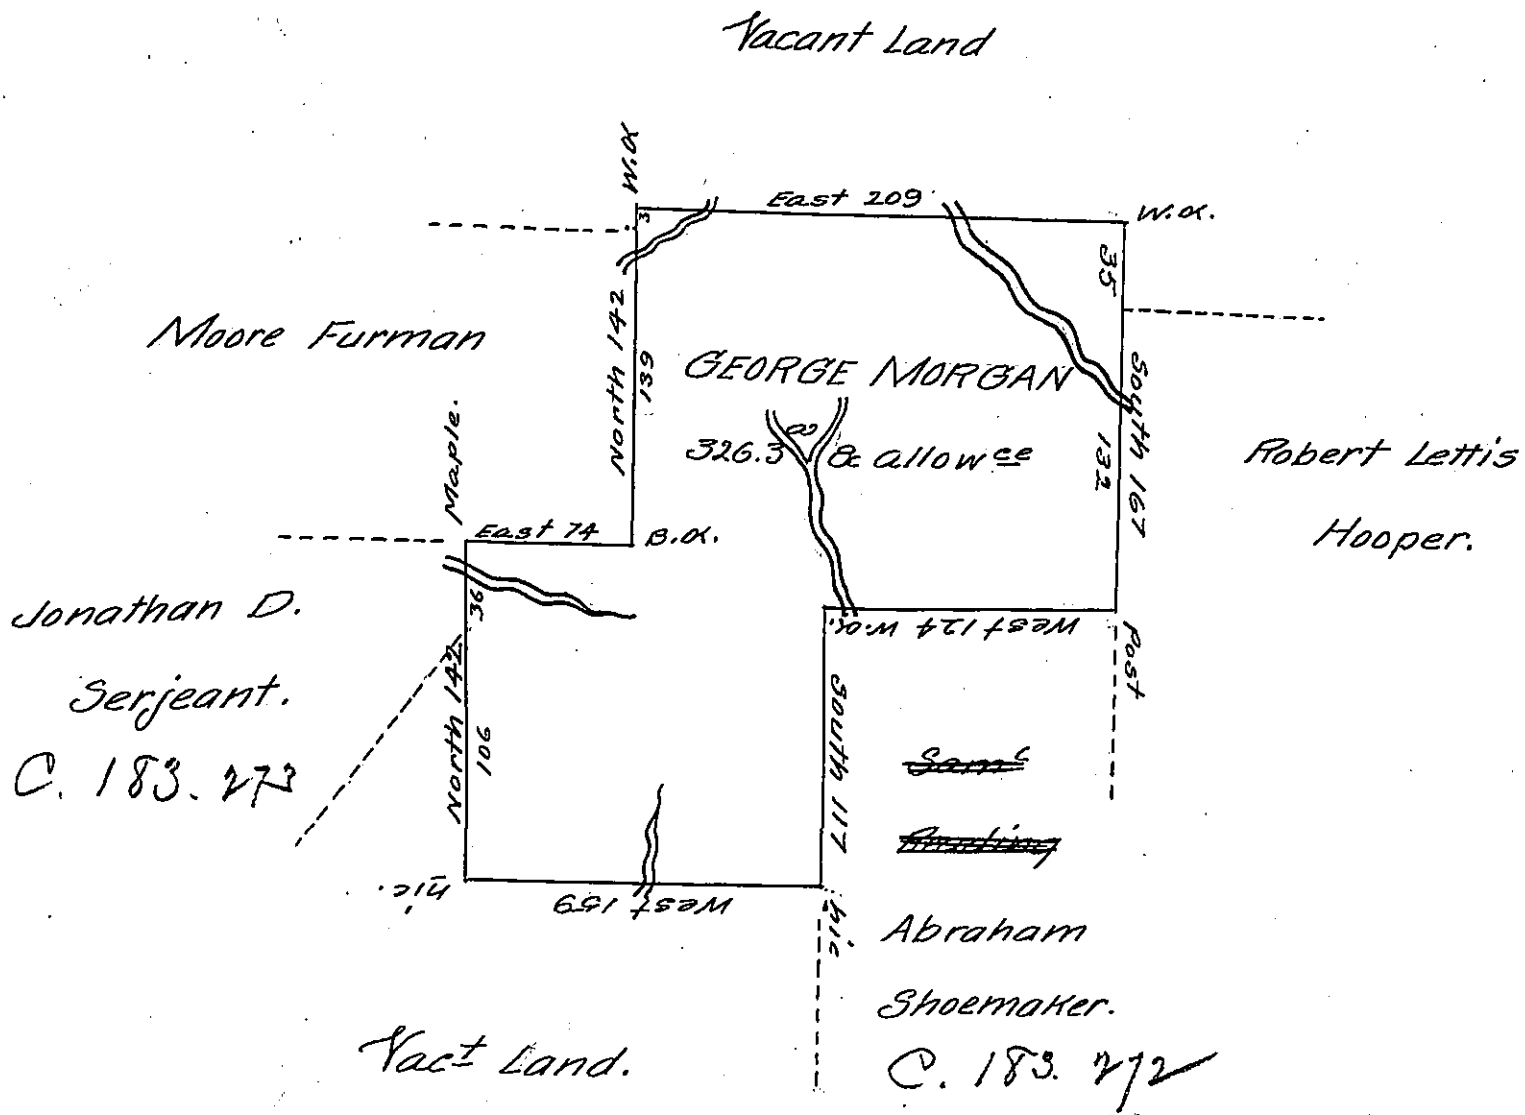 Vacant Land
W.O.
East 209
W.O.
3
35
Moore Furman
North 142
139
GEORGE MORGAN
326.3 & allowce
South 167
132
Robert Lettis
Hooper.
Maple.
East 74
B.O.
Jonathan D.
Serjeant.
C. 183. 273
36
North 142
106
West 124
W.O.
Post
South 117
Saml
hic.
West 159
hic
Abraham
Shoemaker.
C. 183. 272
Vact Land.